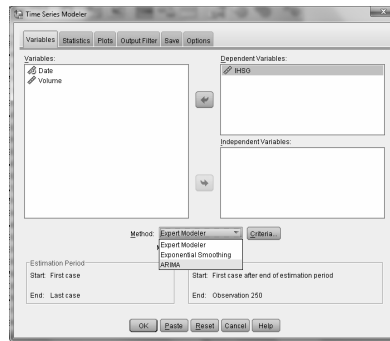 Time Series Modeler
Variables Statistics Plots Output Filter Save Options
Variables:
Date
Volume
Dependent Variables:
IHSG
Independent Variables:
Method: Expert Modeler Criteria...
Expert Modeler
Exponential Smoothing
ARIMA
Estimation Period
Start: First case
End: Last case
Start: First case after end of estimation period
End: Observation 250
OK Paste Reset Cancel Help